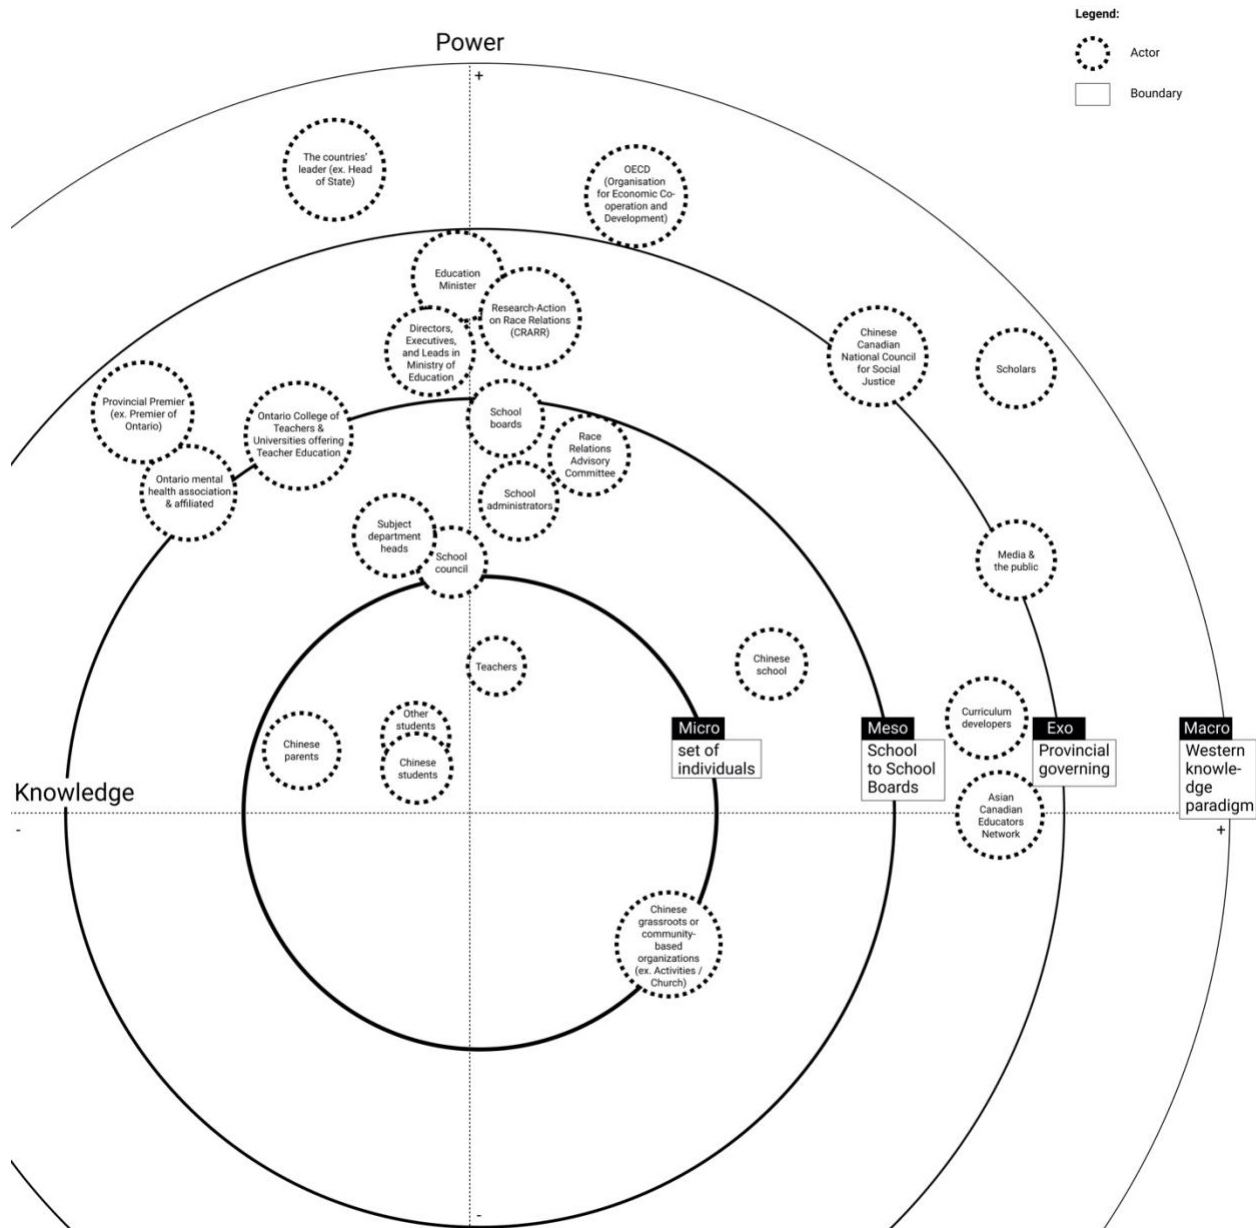 Legend:
Actor
Boundary
Power
+
The countries'
leader (ex. Head
of State)
OECD
(Organisation
for Economic Co-
operation and
Development)
Education
Minister
Research-Action
on Race Relations
(CRARR)
Directors,
Executives,
and Leads in
Ministry of
Education
Chinese
Canadian
National Council
for Social
Justice
Scholars
Provincial Premier
(ex. Premier of
Ontario)
Ontario College of
Teachers &
Universities offering
Teacher Education
School
boards
Race
Relations
Advisory
Committee
Ontario mental
health association
& affiliated
School
administrators
Subject
department
heads
School
council
Media &
the public
Teachers
Chinese
school
Other
students
Chinese
students
Chinese
parents
Curriculum
developers
Micro
set of
individuals
Meso
School
to School
Boards
Exo
Provincial
governing
Macro
Western
knowle-
dge
paradigm
Knowledge
-
+
Asian
Canadian
Educators
Network
Chinese
grassroots or
community-
based
organizations
(ex. Activities /
Church)
-